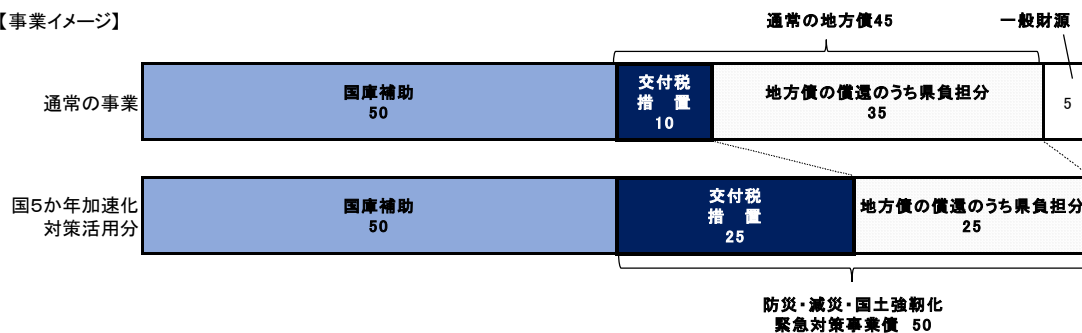 【事業イメージ】
通常の地方債45
一般財源
通常の事業
国庫補助
50
交付税
措　置
10
地方債の償還のうち県負担分
35
5
国5か年加速化
対策活用分
国庫補助
50
交付税
措　置
25
地方債の償還のうち県負担分
25
防災・減災・国土強靭化
緊急対策事業債　50